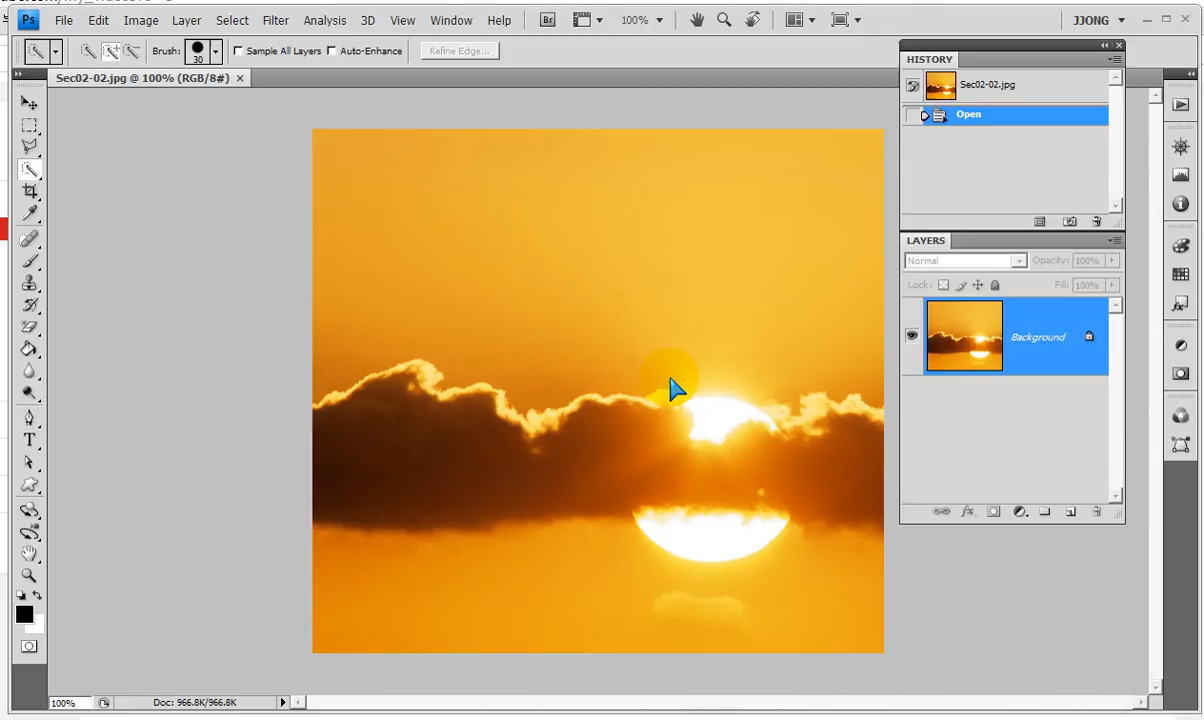 Ps File Edit Image Layer Select Filter Analysis 3D View Window Help Br 100% JJONG
Brush: 30 Sample All Layers Auto-Enhance Refine Edge...
Sec02-02.jpg @ 100% (RGB/8#) ×
HISTORY
Sec02-02.jpg
Open
LAYERS
Normal Opacity: 100%
Lock: Fill: 100%
Background
100% Doc: 966.8K/966.8K